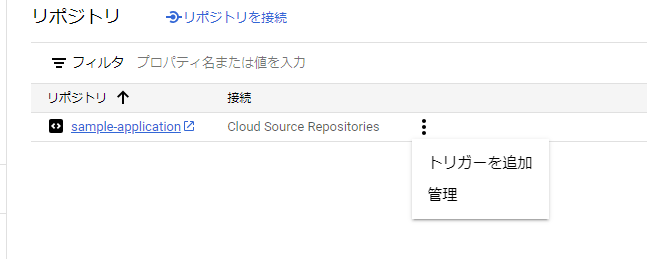 リポジトリ リポジトリを接続
フィルタ プロパティ名または値を入力
リポジトリ 接続
sample-application Cloud Source Repositories
トリガーを追加
管理